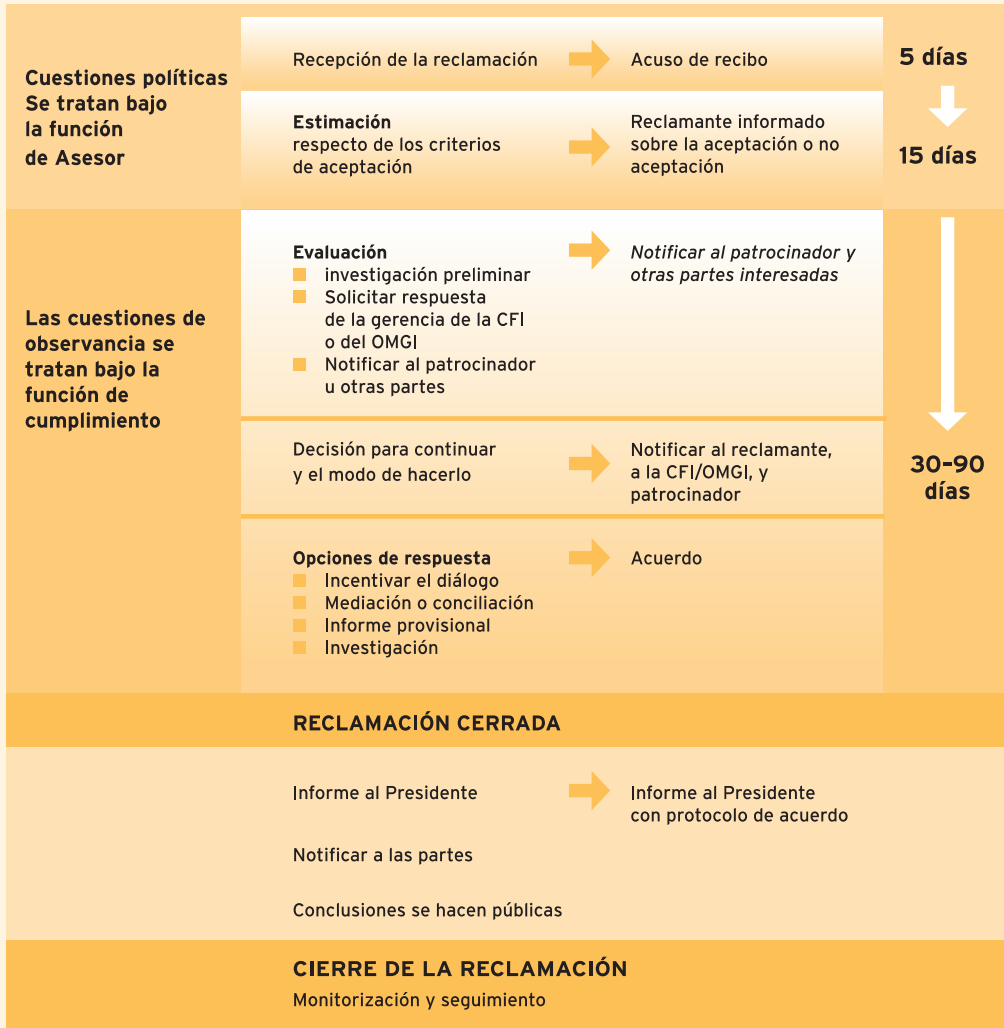 Cuestiones políticas
Se tratan bajo
la función
de Asesor
Recepción de la reclamación
Acuso de recibo
5 días
Estimación
respecto de los criterios
de aceptación
Reclamante informado
sobre la aceptación o no
aceptación
15 días
Las cuestiones de
observancia se
tratan bajo la
función de
cumplimiento
Evaluación
investigación preliminar
Solicitar respuesta
de la gerencia de la CFI
o del OMGI
Notificar al patrocinador
u otras partes
Notificar al patrocinador y
otras partes interesadas
Decisión para continuar
y el modo de hacerlo
Notificar al reclamante,
a la CFI/OMGI, y
patrocinador
30–90
días
Opciones de respuesta
Incentivar el diálogo
Mediación o conciliación
Informe provisional
Investigación
Acuerdo
RECLAMACIÓN CERRADA
Informe al Presidente
Informe al Presidente
con protocolo de acuerdo
Notificar a las partes
Conclusiones se hacen públicas
CIERRE DE LA RECLAMACIÓN
Monitorización y seguimiento